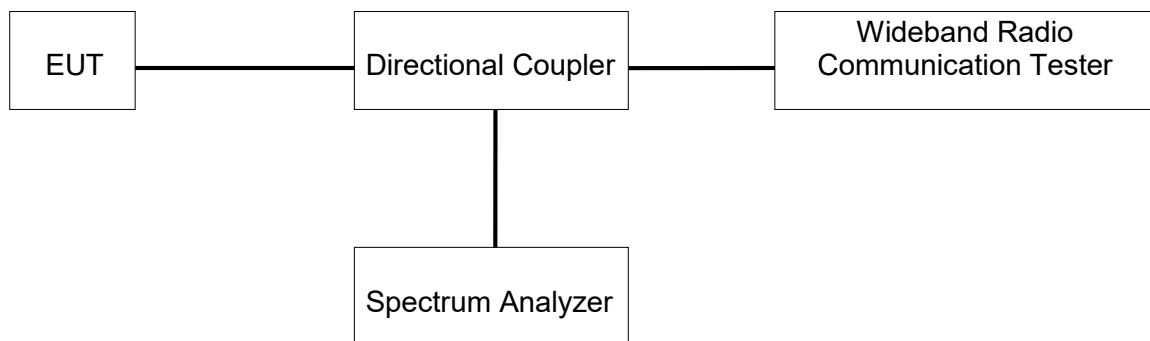 EUT
Directional Coupler
Wideband Radio
Communication Tester
Spectrum Analyzer